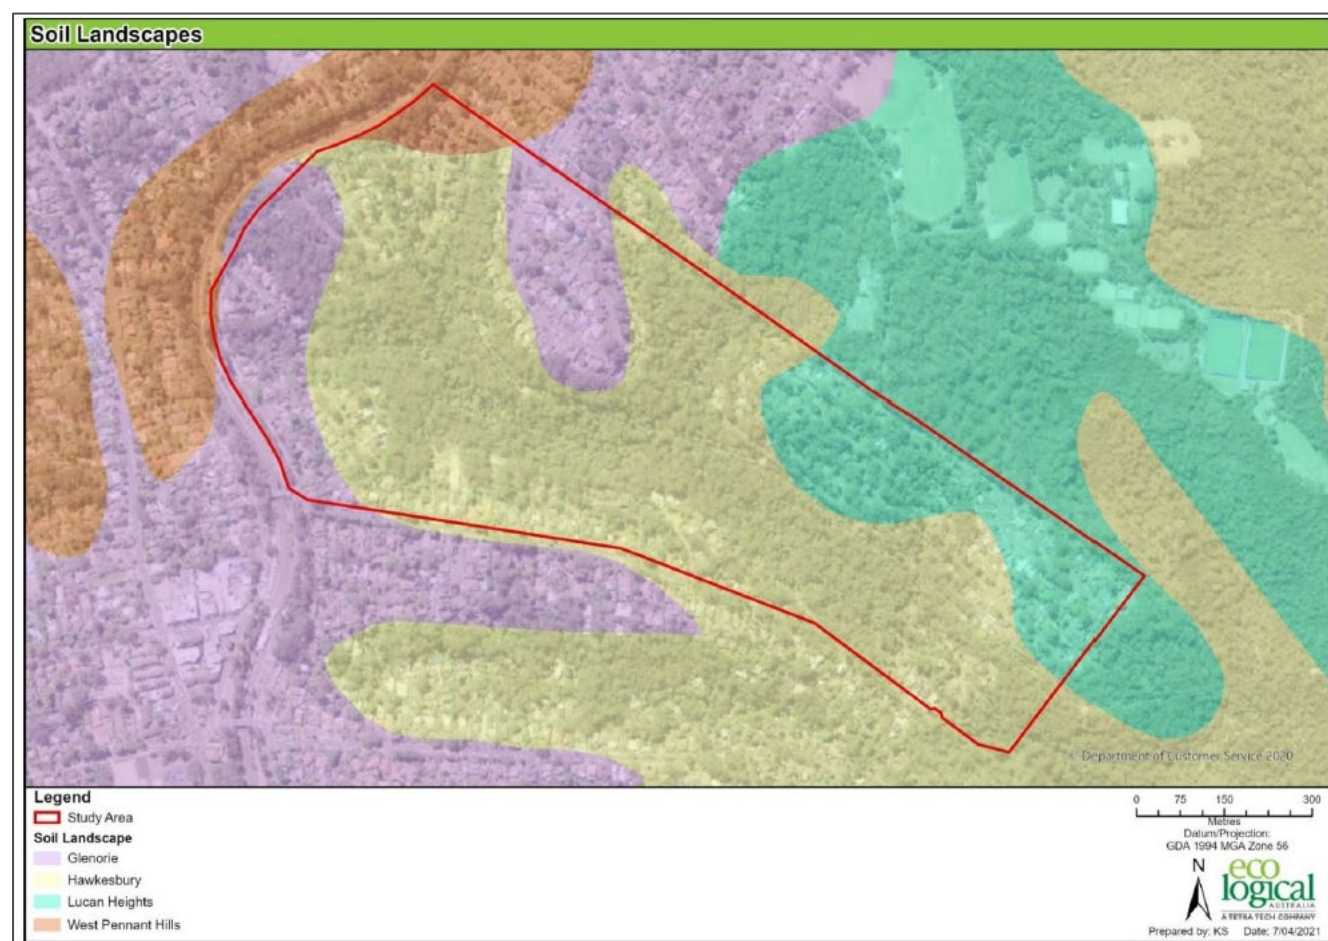 Soil Landscapes
© Department of Customer Service 2020
Legend
Study Area
Soil Landscape
Glenorie
Hawkesbury
Lucan Heights
West Pennant Hills
0 75 150 300
Metres
Datum/Projection:
GDA 1994 MGA Zone 56
N
eco
logical
AUSTRALIA
A TETRA TECH COMPANY
Prepared by: KS Date: 7/04/2021